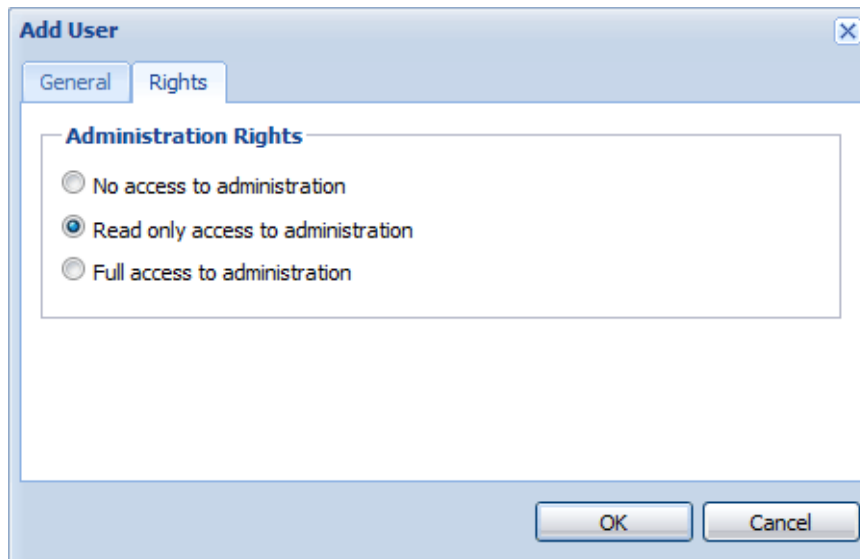 Add User
General Rights
Administration Rights
No access to administration
Read only access to administration
Full access to administration
OK Cancel